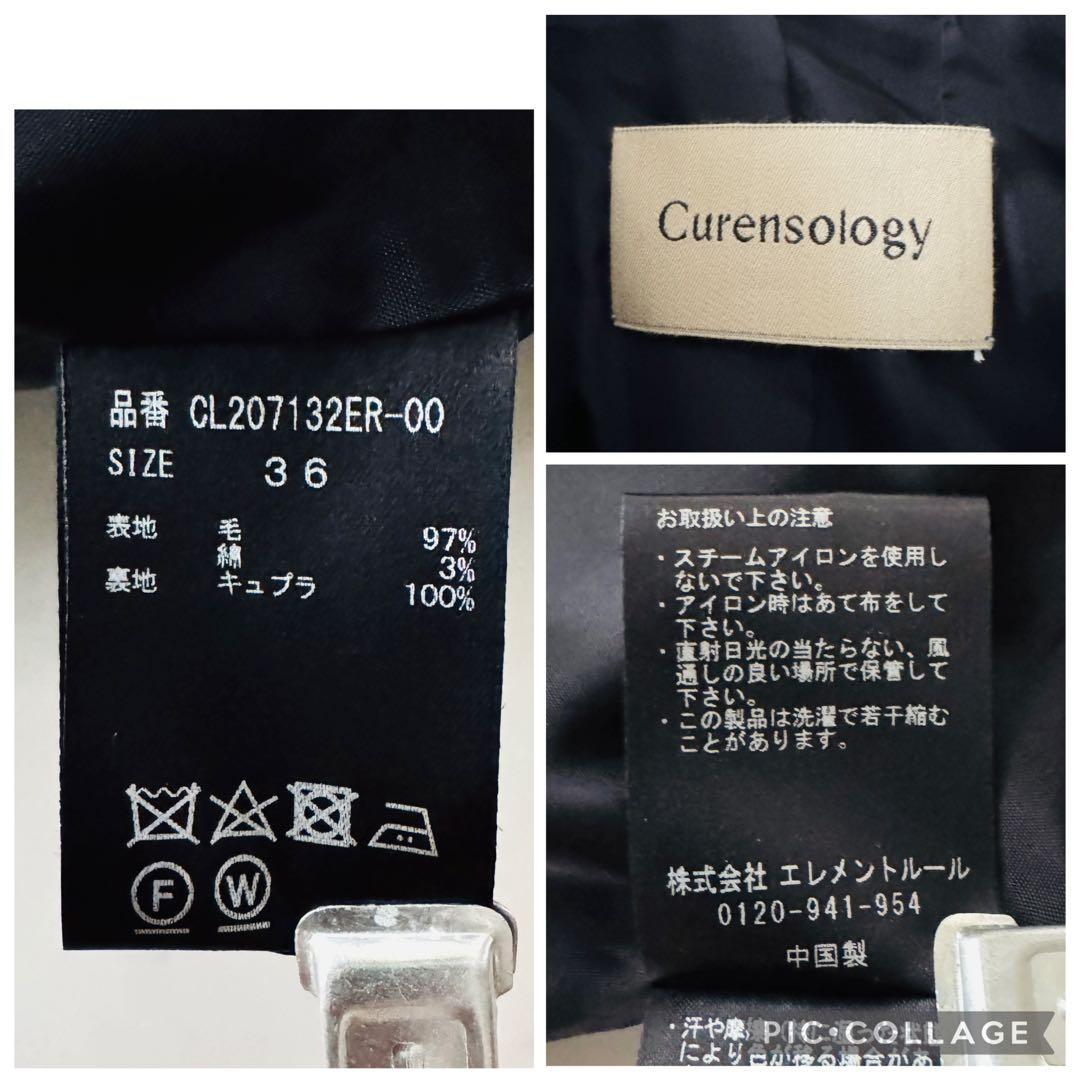 品番 CL207132ER-00
SIZE 36
表地 毛 97%
綿 3%
裏地 キュプラ 100%
F
W
Curensology
お取扱い上の注意
・スチームアイロンを使用し
ないで下さい。
・アイロン時はあて布をして
下さい。
・直射日光の当たらない、風
通しの良い場所で保管して
下さい。
・この製品は洗濯で若干縮む
ことがあります。
株式会社 エレメントルール
0120-941-954
中国製
・汗や摩
により
PIC•COLLAGE